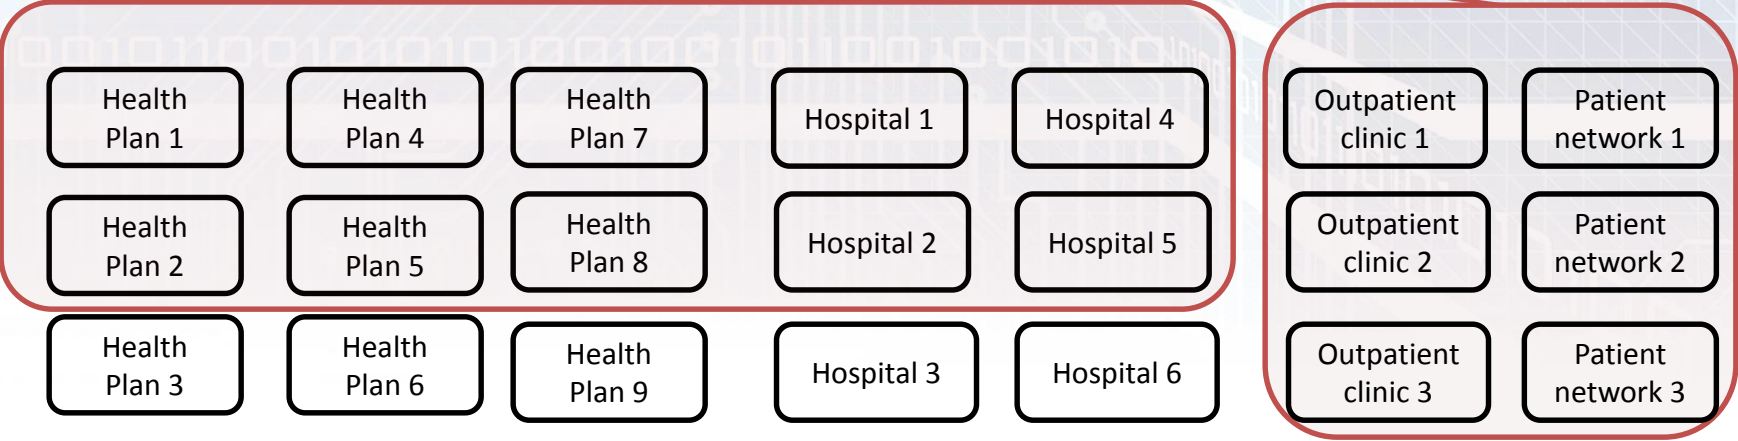 Health
Plan 1
Health
Plan 4
Health
Plan 7
Hospital 1
Hospital 4
Outpatient
clinic 1
Patient
network 1
Health
Plan 2
Health
Plan 5
Health
Plan 8
Hospital 2
Hospital 5
Outpatient
clinic 2
Patient
network 2
Health
Plan 3
Health
Plan 6
Health
Plan 9
Hospital 3
Hospital 6
Outpatient
clinic 3
Patient
network 3